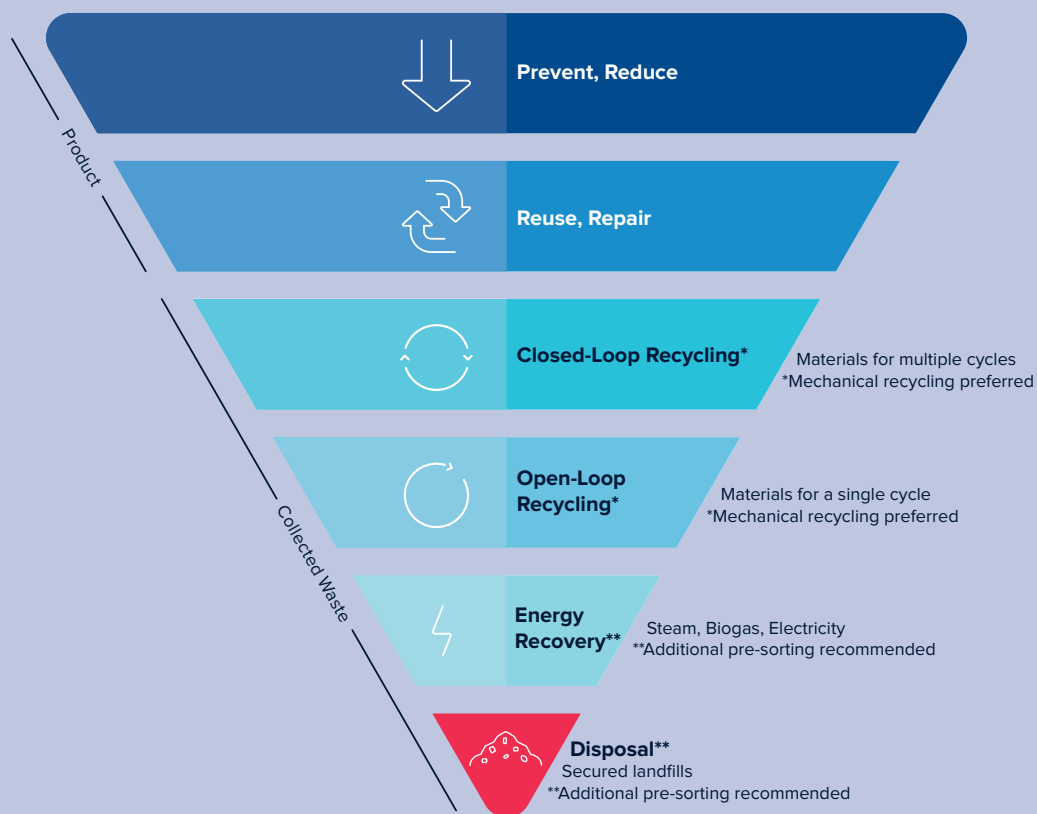 Prevent, Reduce
Product
Reuse, Repair
Closed-Loop Recycling*
Materials for multiple cycles
*Mechanical recycling preferred
Open-Loop
Recycling*
Materials for a single cycle
*Mechanical recycling preferred
Collected Waste
Energy
Recovery**
Steam, Biogas, Electricity
**Additional pre-sorting recommended
Disposal**
Secured landfills
**Additional pre-sorting recommended